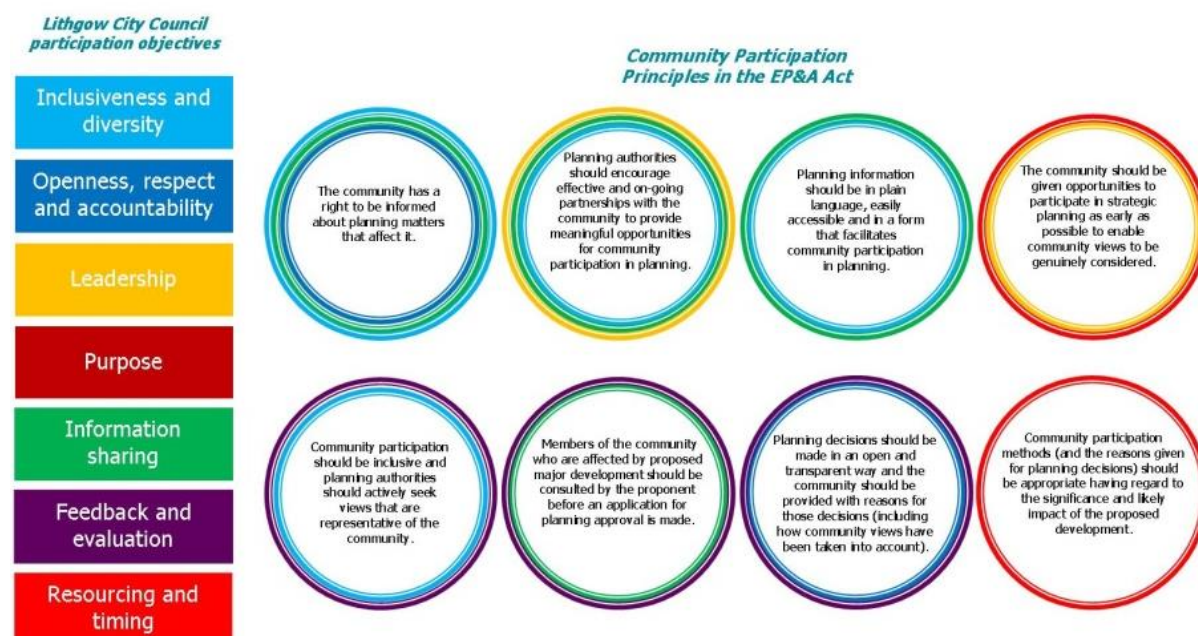 Lithgow City Council
participation objectives
Inclusiveness and
diversity
Openness, respect
and accountability
Leadership
Purpose
Information
sharing
Feedback and
evaluation
Resourcing and
timing
Community Participation
Principles in the EP&A Act
The community has a
right to be informed
about planning matters
that affect it.
Planning authorities
should encourage
effective and on-going
partnerships with the
community to provide
meaningful opportunities
for community
participation in planning.
Planning information
should be in plain
language, easily
accessible and in a form
that facilitates
community participation
in planning.
The community should be
given opportunities to
participate in strategic
planning as early as
possible to enable
community views to be
genuinely considered.
Community participation
should be inclusive and
planning authorities
should actively seek
views that are
representative of the
community.
Members of the community
who are affected by proposed
major development should be
consulted by the proponent
before an application for
planning approval is made.
Planning decisions should be
made in an open and
transparent way and the
community should be
provided with reasons for
those decisions (including
how community views have
been taken into account).
Community participation
methods (and the reasons given
for planning decisions) should
be appropriate having regard to
the significance and likely
impact of the proposed
development.